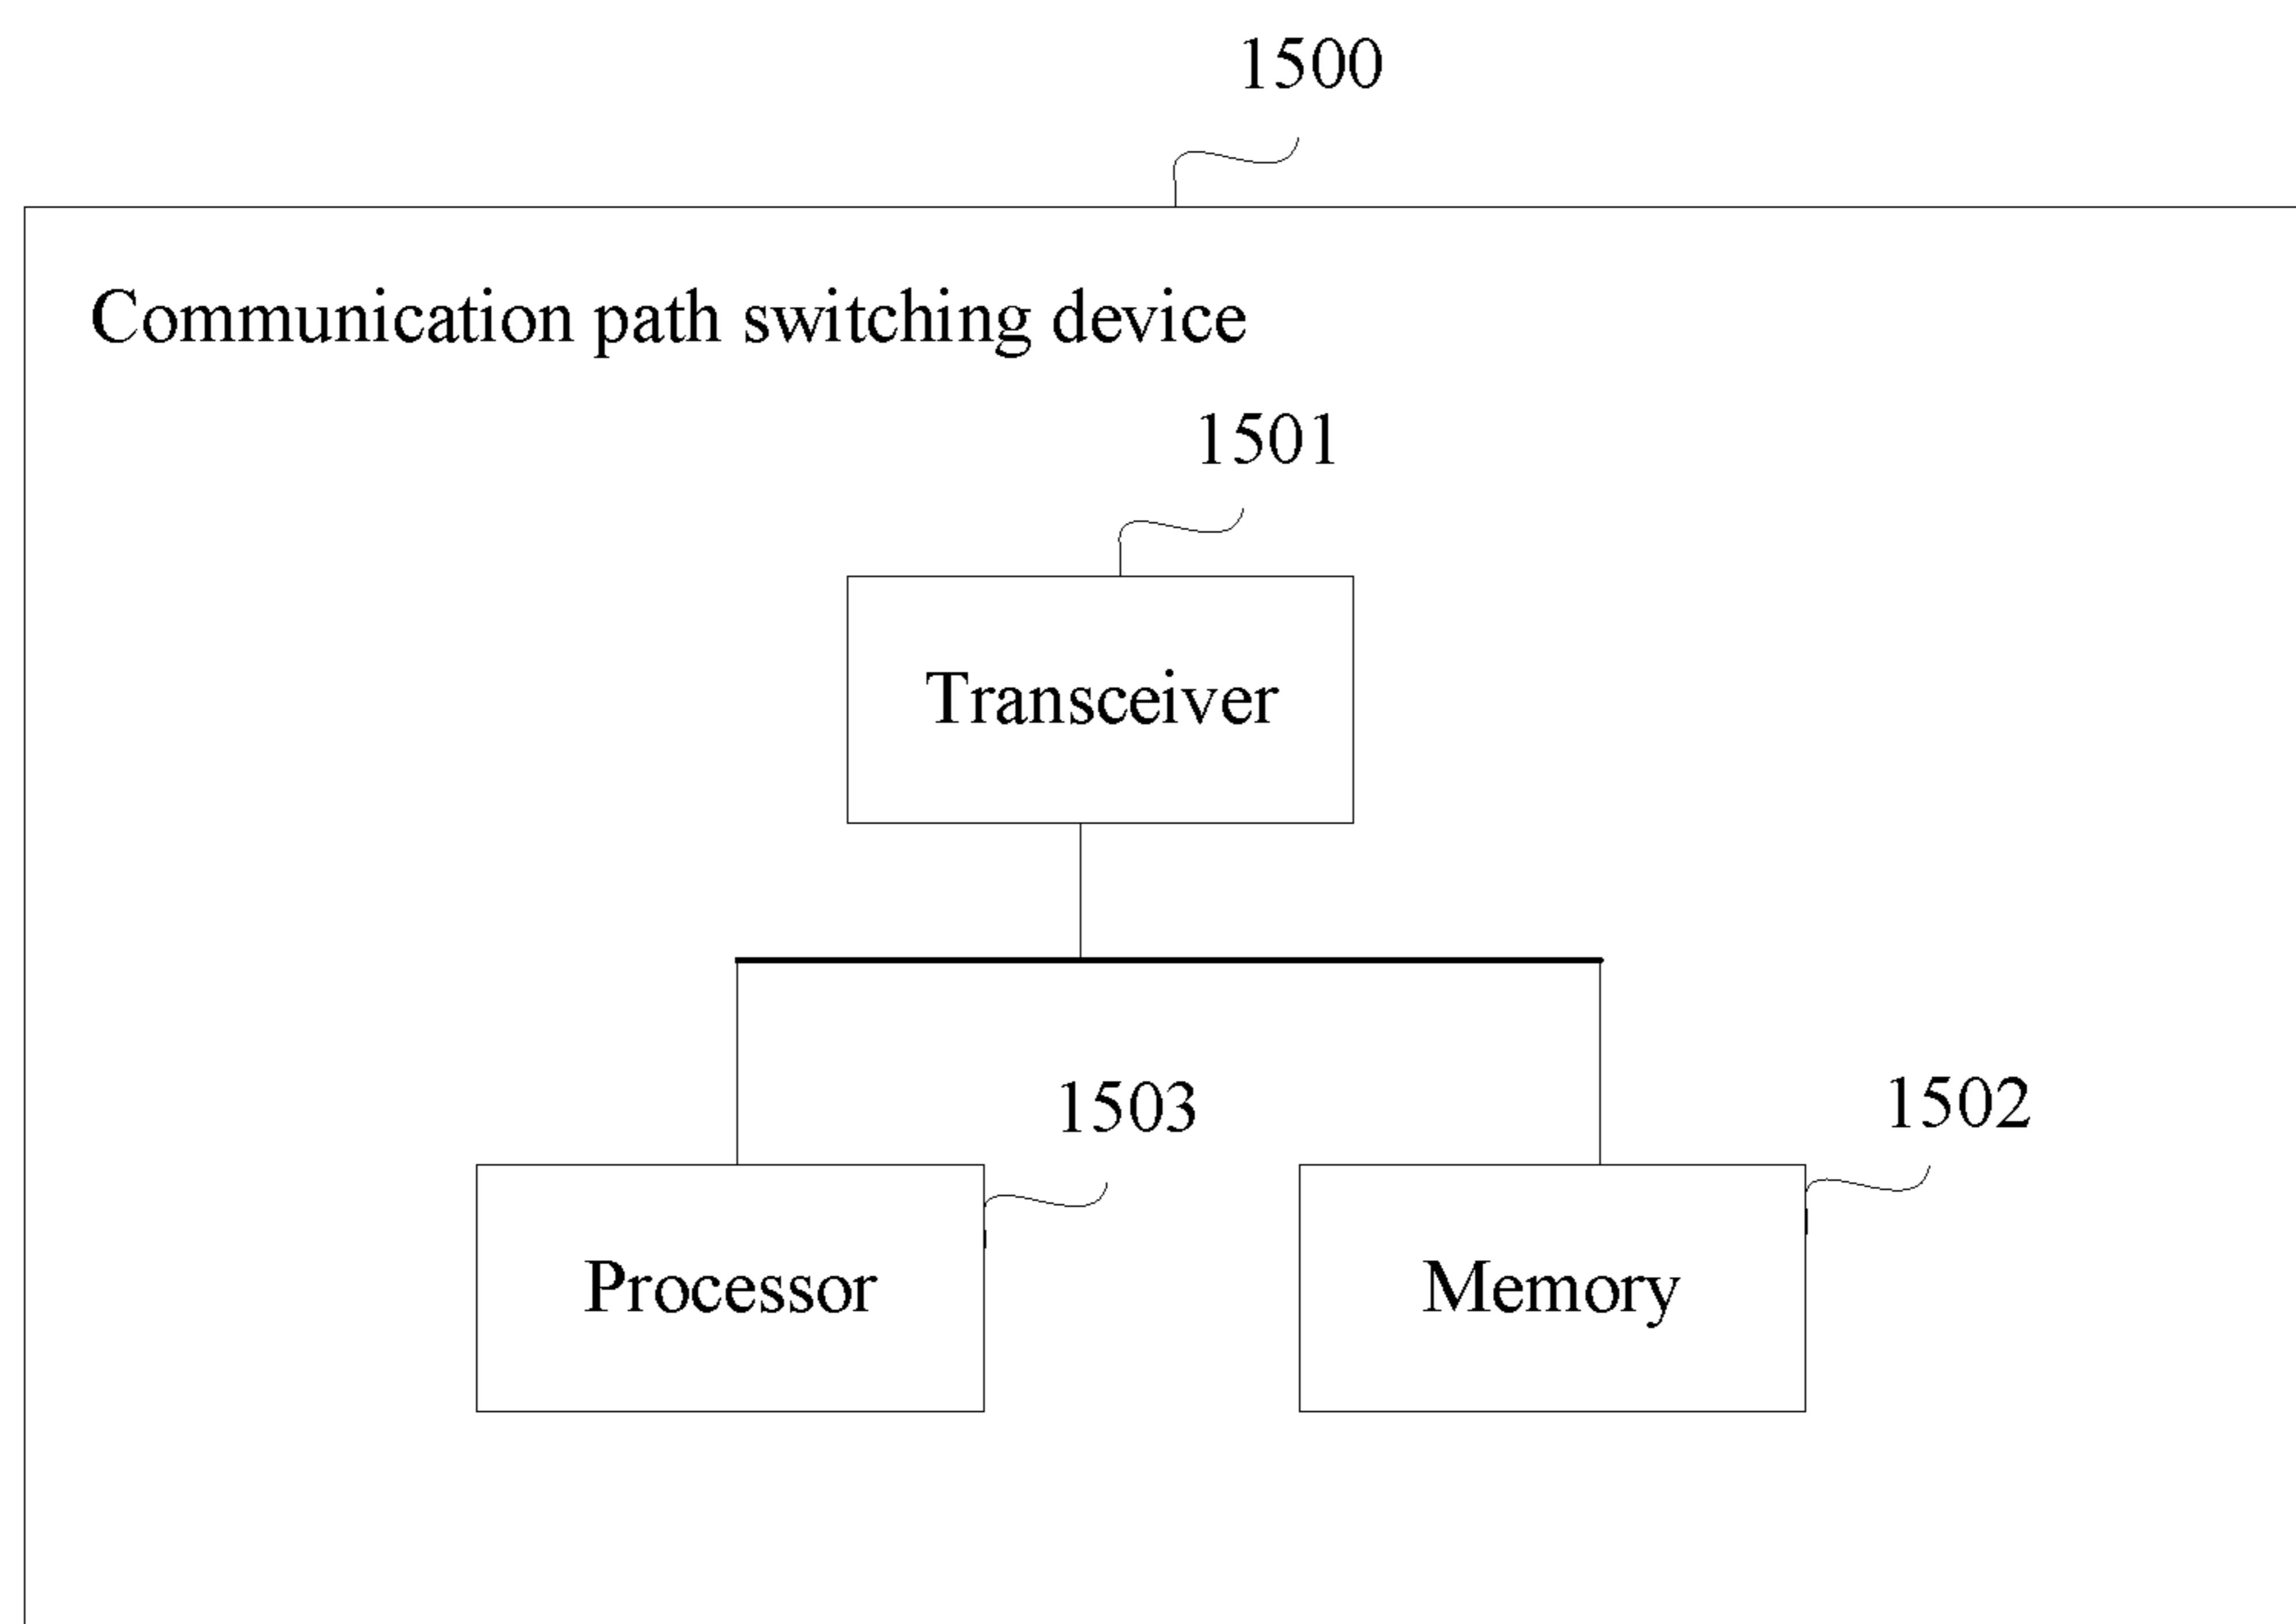 1500
Communication path switching device
1501
Transceiver
1503
1502
Processor
Memory